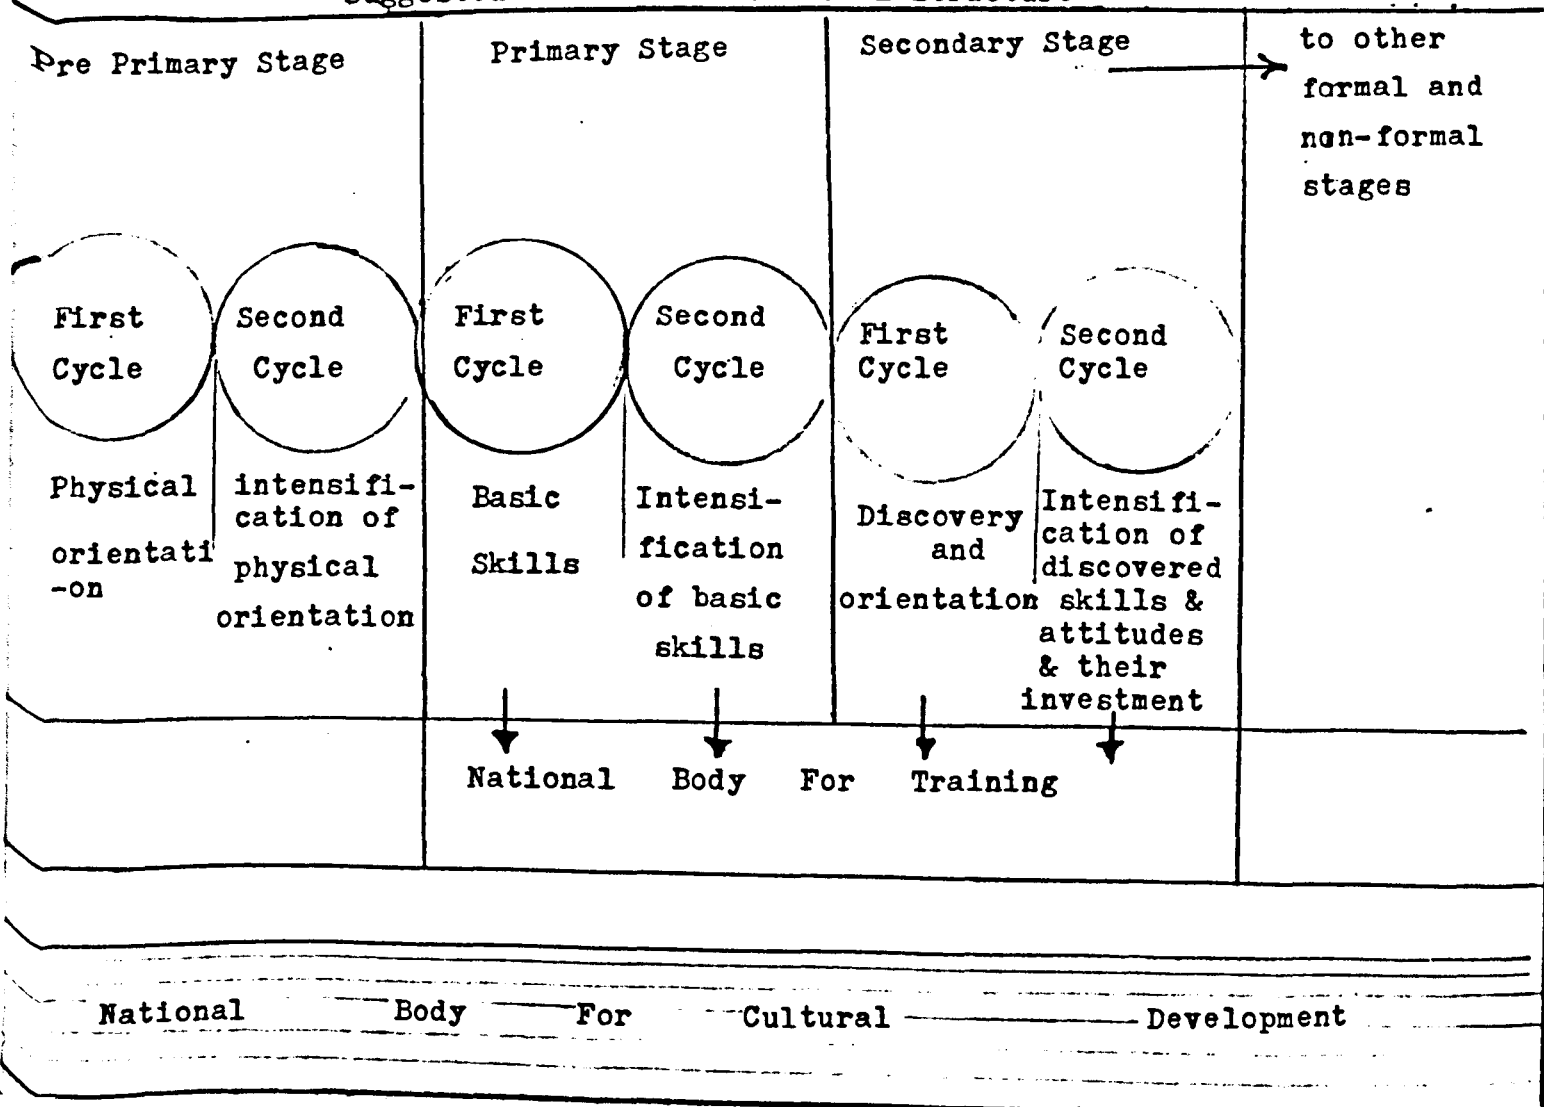 Pre Primary Stage
Primary Stage
Secondary Stage
to other
formal and
non-formal
stages
First
Cycle
Second
Cycle
First
Cycle
Second
Cycle
First
Cycle
Second
Cycle
Physical
orientati
-on
intensifi-
cation of
physical
orientation
Basic
Skills
Intensi-
fication
of basic
skills
Discovery
and
orientation
Intensifi-
cation of
discovered
skills &
attitudes
& their
investment
National Body For Training
National Body For Cultural Development